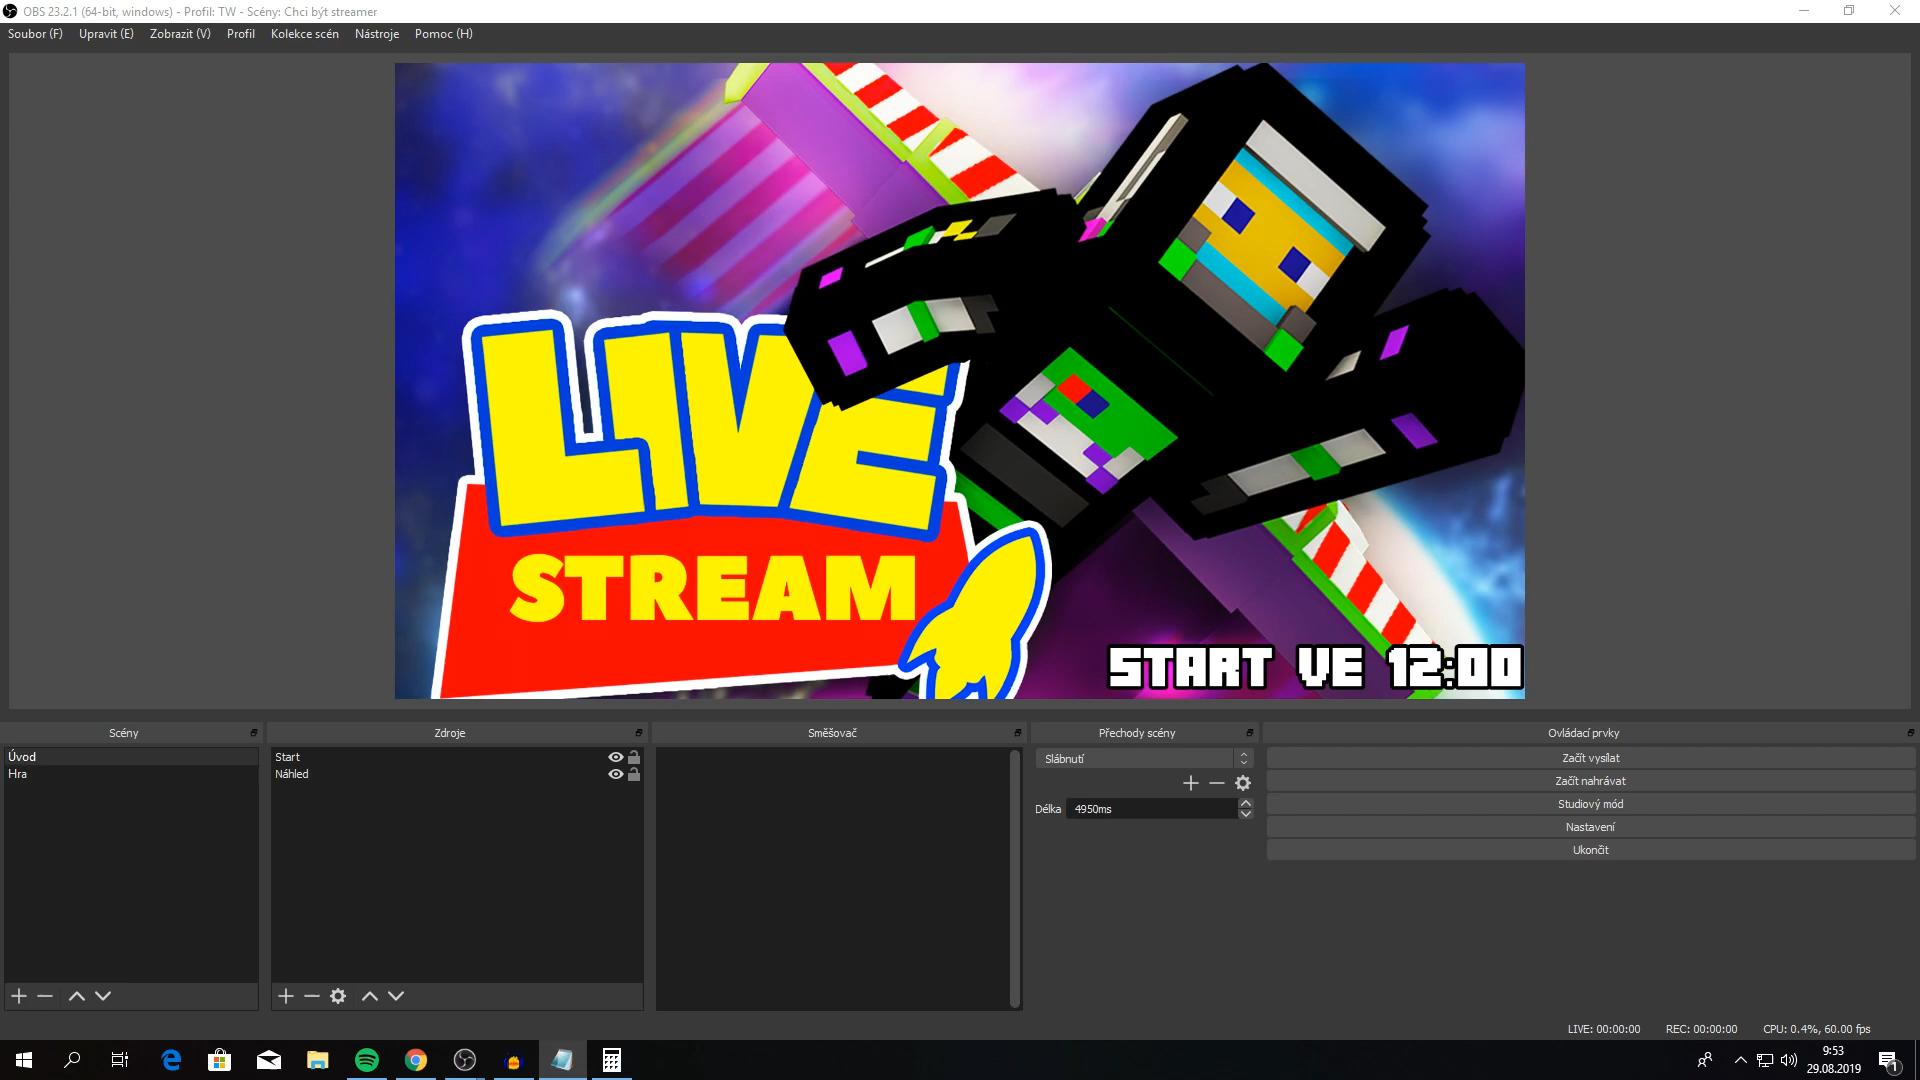 OBS 23.2.1 (64-bit, windows) - Profil: TW - Scény: Chci být streamer
Soubor (F) Upravit (E) Zobrazit (V) Profil Kolekce scén Nástroje Pomoc (H)
LIVE
STREAM
START VE 12:00
Scény Zdroje Směšovač Přechody scény Ovládací prvky
Úvod
Hra
Start
Náhled
Slábnutí
Délka 4950ms
Začít vysílat
Začít nahrávat
Studiový mód
Nastavení
Ukončit
LIVE: 00:00:00 REC: 00:00:00 CPU: 0.4%, 60.00 fps
9:53
29.08.2019
1